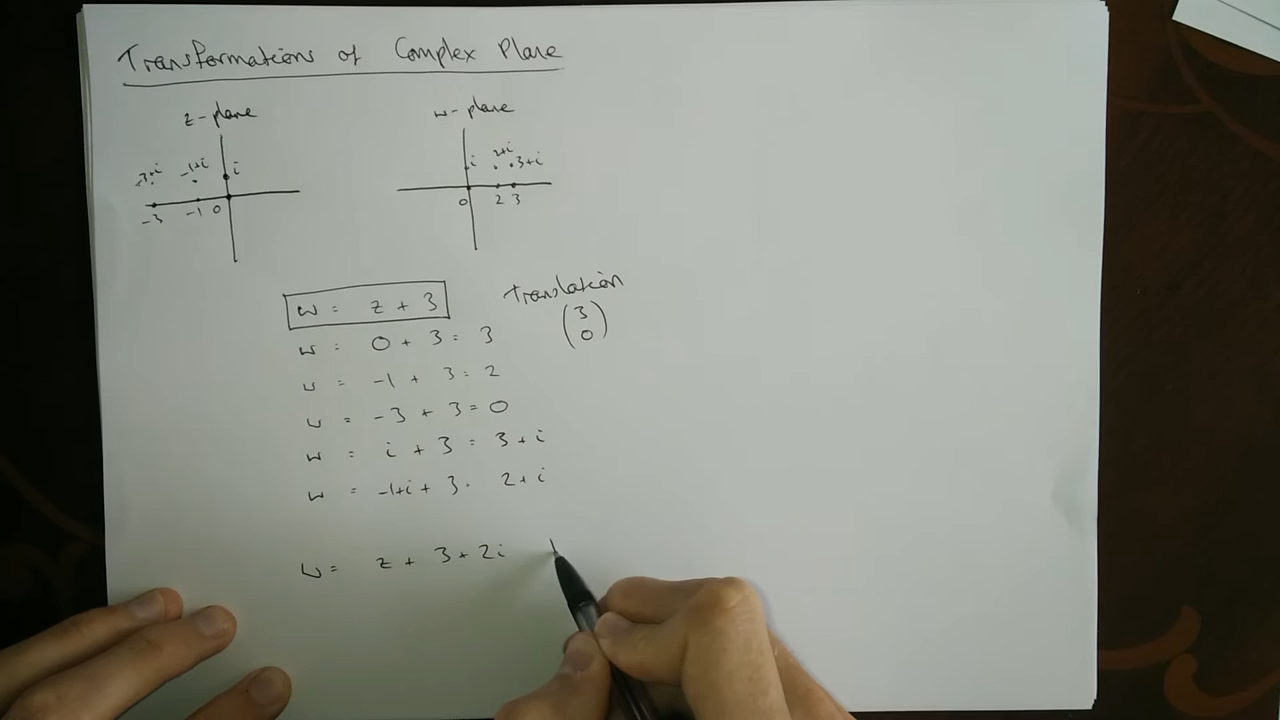 Transformations of Complex Plane
z-plane
w-plane
-3+i -1+i i
i 2+i 3+i
-3 -1 0
0 2 3
w = z + 3
Translation
(3
0)
w = 0 + 3 = 3
w = -1 + 3 = 2
w = -3 + 3 = 0
w = i + 3 = 3+i
w = -1+i + 3 = 2+i
w = z + 3 + 2i